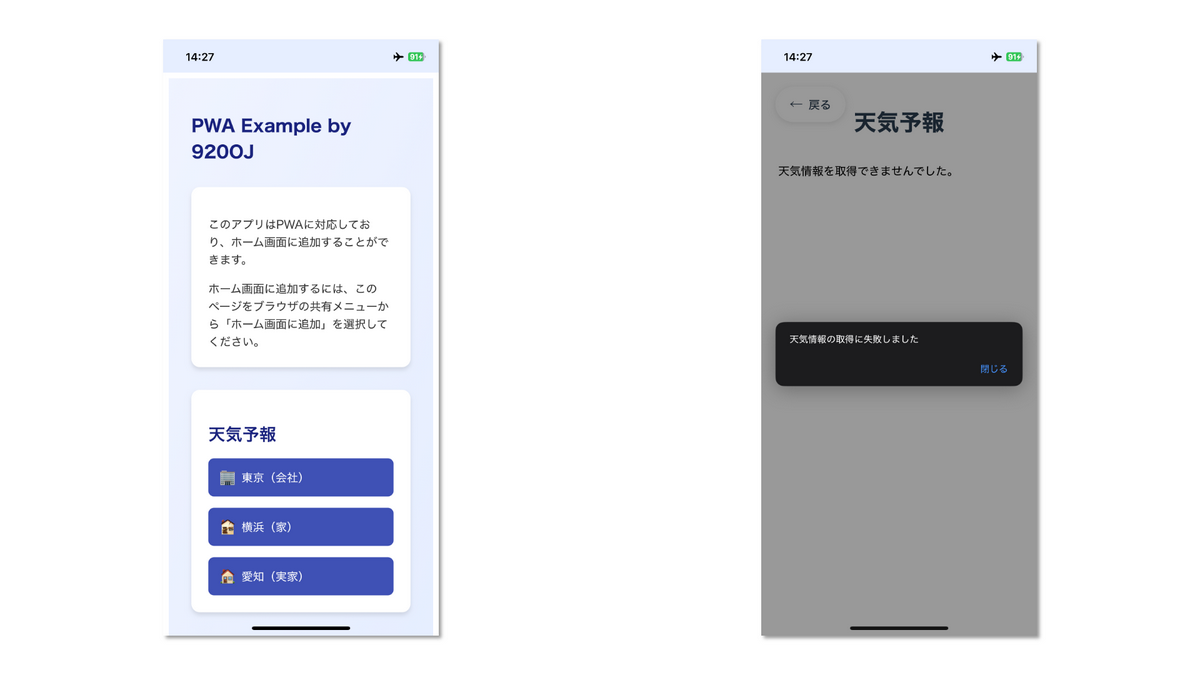 14:27
91+
PWA Example by
920OJ
このアプリはPWAに対応してお
り、ホーム画面に追加することがで
きます。
ホーム画面に追加するには、この
ページをブラウザの共有メニューか
ら「ホーム画面に追加」を選択して
ください。
天気予報
東京（会社）
横浜（家）
愛知（実家）
14:27
91+
← 戻る
天気予報
天気情報を取得できませんでした。
天気情報の取得に失敗しました
閉じる